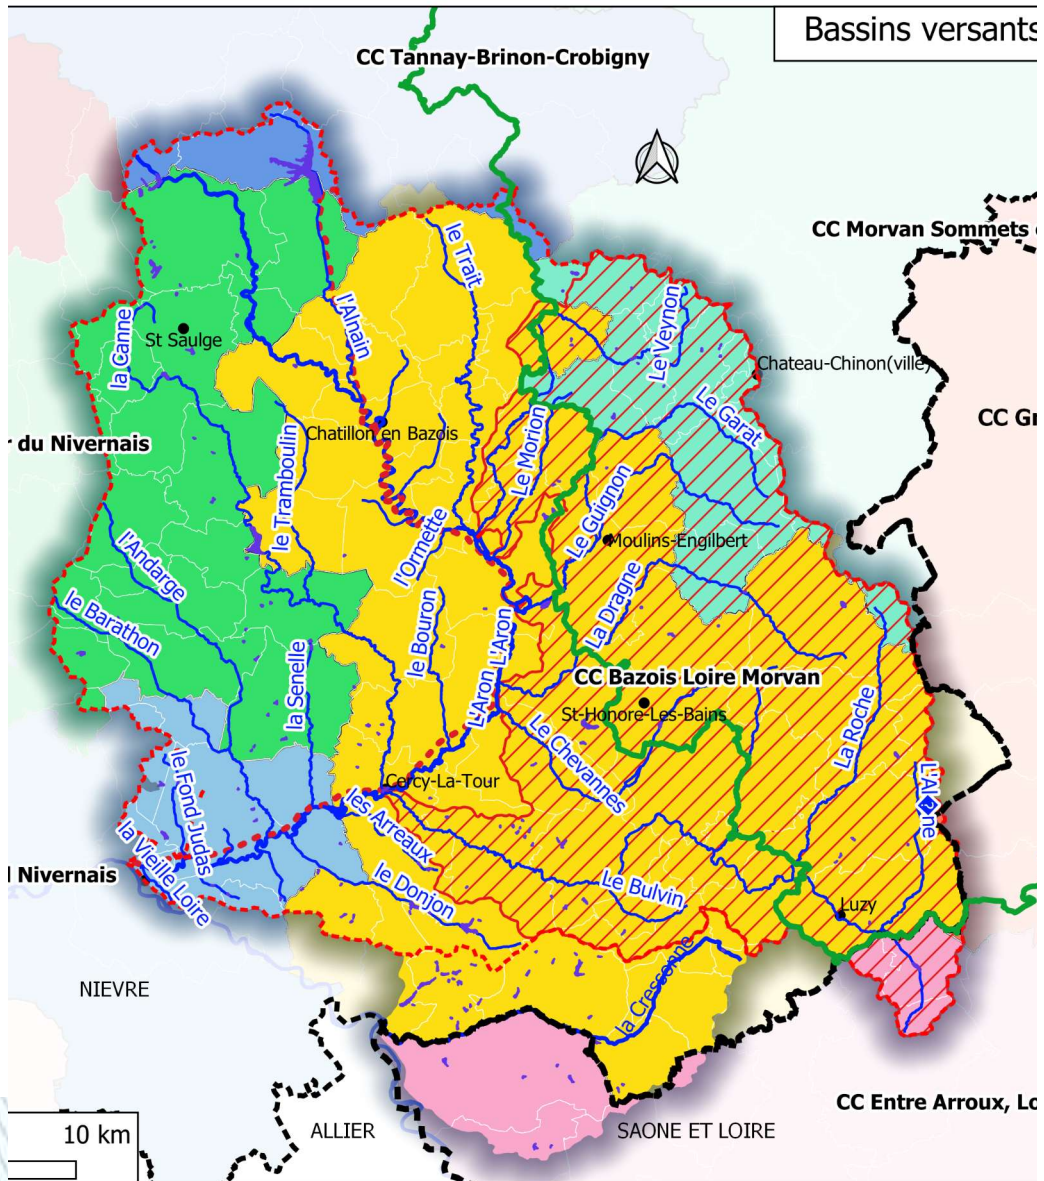 Bassins versants
CC Tannay-Brinon-Crobigny
CC Morvan Sommets
le Trait
l'Alnain
Le Veynon
la Canne
St Saulge
Chateau-Chinon(ville)
Le Garat
CC Gr
r du Nivernais
Chatillon en Bazois
le Tramboulin
Le Morion
Le Guignon
l'Ormette
Moulins-Engilbert
l'Andarge
le Barathon
le Bouron
La Dragne
L'Aron L'Aron
la Senelle
CC Bazois Loire Morvan
St-Honore-Les-Bains
La Roche
Le Chevannes
Cercy-La-Tour
le Fond Judas
les Arreaux
la Vieille Loire
l Nivernais
le Donjon
Le Bulvin
Luzy
la Cressonne
NIEVRE
CC Entre Arroux, Lo
10 km
ALLIER
SAONE ET LOIRE